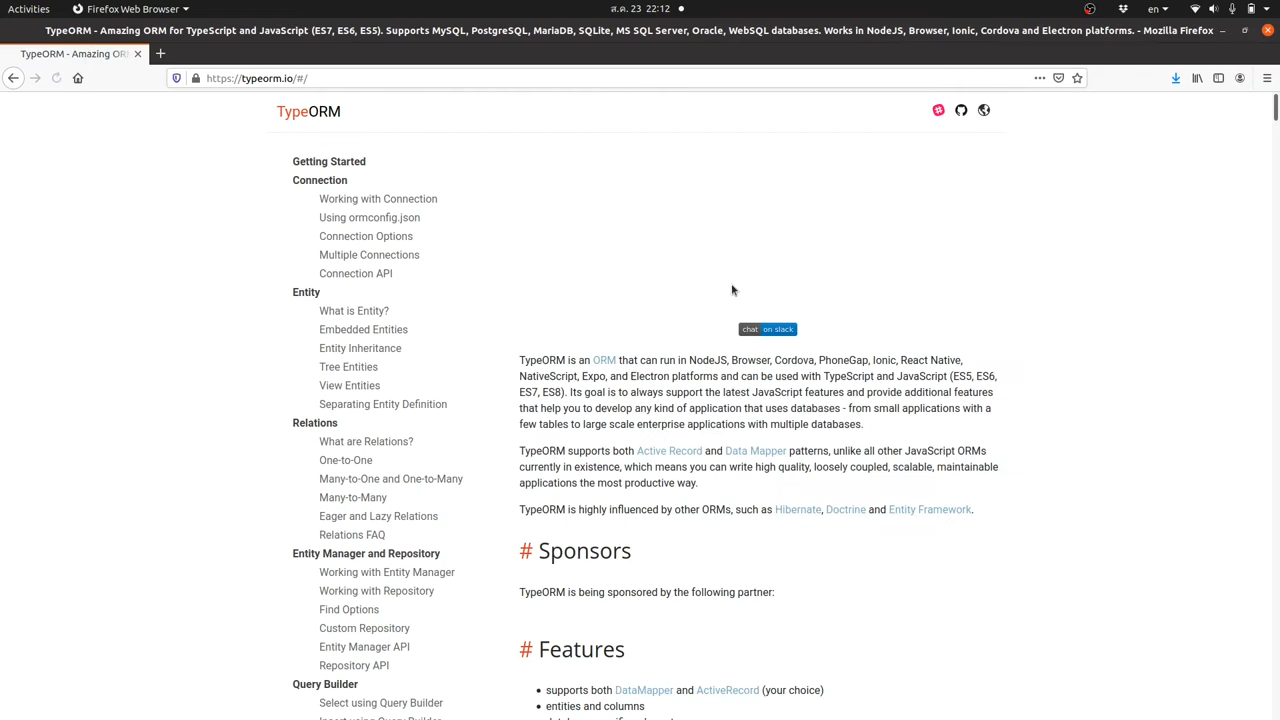 Activities Firefox Web Browser ส.ค. 23 22:12 en
TypeORM - Amazing ORM for TypeScript and JavaScript (ES7, ES6, ES5). Supports MySQL, PostgreSQL, MariaDB, SQLite, MS SQL Server, Oracle, WebSQL databases. Works in NodeJS, Browser, Ionic, Cordova and Electron platforms. - Mozilla Firefox
TypeORM - Amazing OR
https://typeorm.io/#/
TypeORM
Getting Started
Connection
Working with Connection
Using ormconfig.json
Connection Options
Multiple Connections
Connection API
Entity
What is Entity?
Embedded Entities
Entity Inheritance
Tree Entities
View Entities
Separating Entity Definition
Relations
What are Relations?
One-to-One
Many-to-One and One-to-Many
Many-to-Many
Eager and Lazy Relations
Relations FAQ
Entity Manager and Repository
Working with Entity Manager
Working with Repository
Find Options
Custom Repository
Entity Manager API
Repository API
Query Builder
Select using Query Builder
Insert using Query Builder
chat on slack
TypeORM is an ORM that can run in NodeJS, Browser, Cordova, PhoneGap, Ionic, React Native,
NativeScript, Expo, and Electron platforms and can be used with TypeScript and JavaScript (ES5, ES6,
ES7, ES8). Its goal is to always support the latest JavaScript features and provide additional features
that help you to develop any kind of application that uses databases - from small applications with a
few tables to large scale enterprise applications with multiple databases.
TypeORM supports both Active Record and Data Mapper patterns, unlike all other JavaScript ORMs
currently in existence, which means you can write high quality, loosely coupled, scalable, maintainable
applications the most productive way.
TypeORM is highly influenced by other ORMs, such as Hibernate, Doctrine and Entity Framework.
# Sponsors
TypeORM is being sponsored by the following partner:
# Features
• supports both DataMapper and ActiveRecord (your choice)
• entities and columns